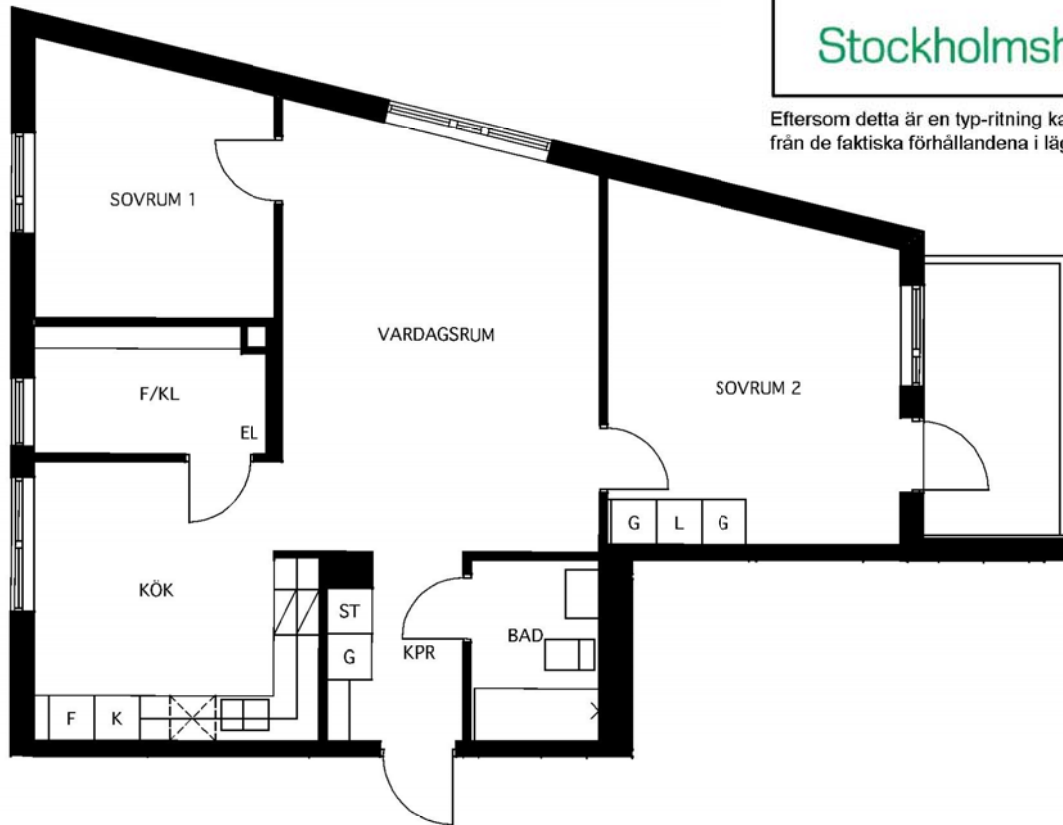 Stockholmsh
Eftersom detta är en typ-ritning ka
från de faktiska förhållandena i läg
SOVRUM 1
VARDAGSRUM
SOVRUM 2
F/KL
EL
G L G
KÖK
ST
BAD
KPR
G
F K